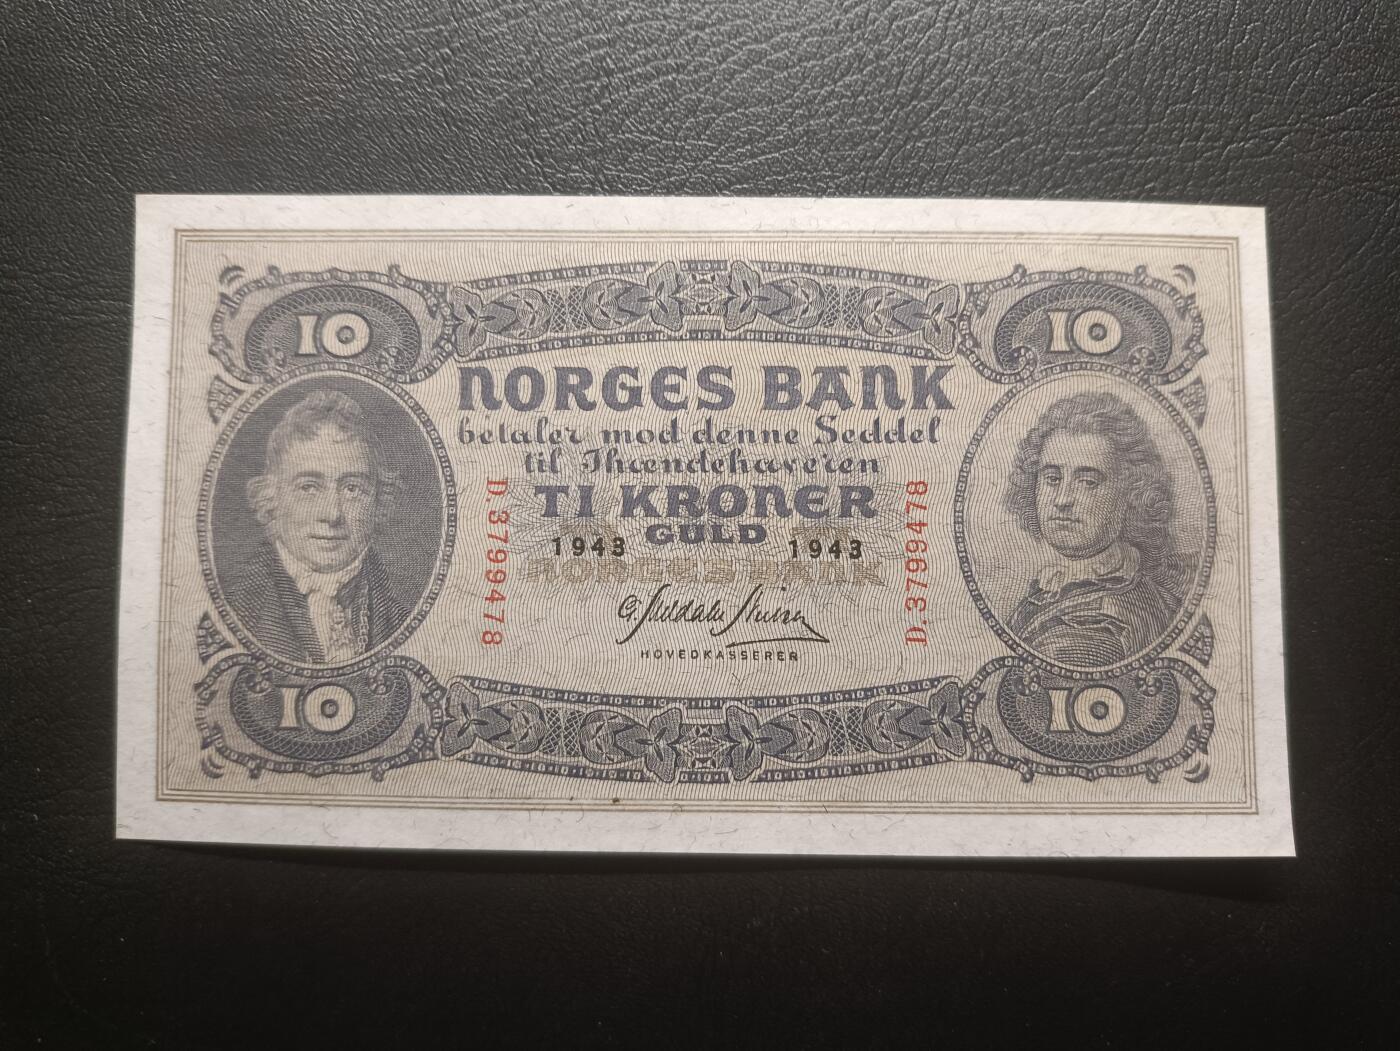 10 10
NORGES BANK
betaler mod denne Seddel
til Ihændehaveren
TI KRONER
GULD
1943 1943
NORGES BANK
D.3799478 D.3799478
HOVEDKASSERER
10 10